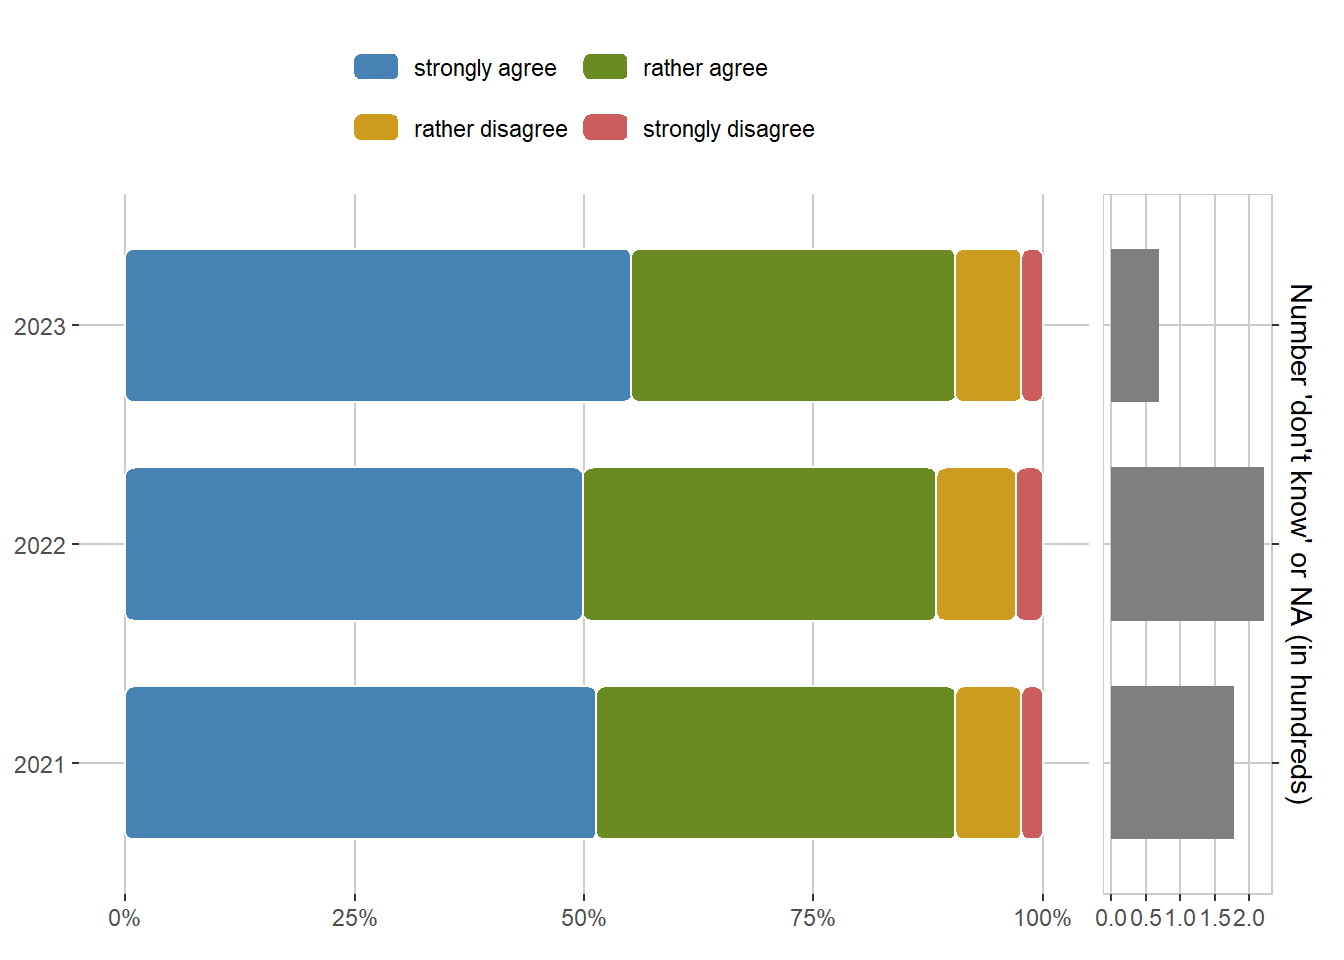 strongly agree rather agree
rather disagree strongly disagree
2023
2022
2021
0% 25% 50% 75% 100%
0.0 0.5 1.0 1.5 2.0
Number 'don't know' or NA (in hundreds)